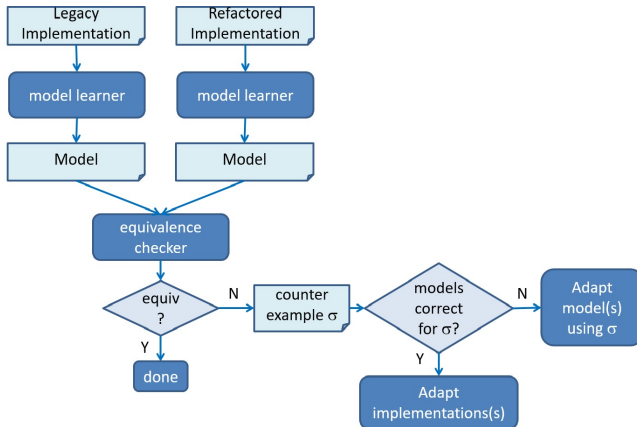 Legacy
Implementation
Refactored
Implementation
model learner
model learner
Model
Model
equivalence
checker
equiv
?
N
counter
example σ
models
correct
for σ?
N
Adapt
model(s)
using σ
Y
done
Y
Adapt
implementations(s)